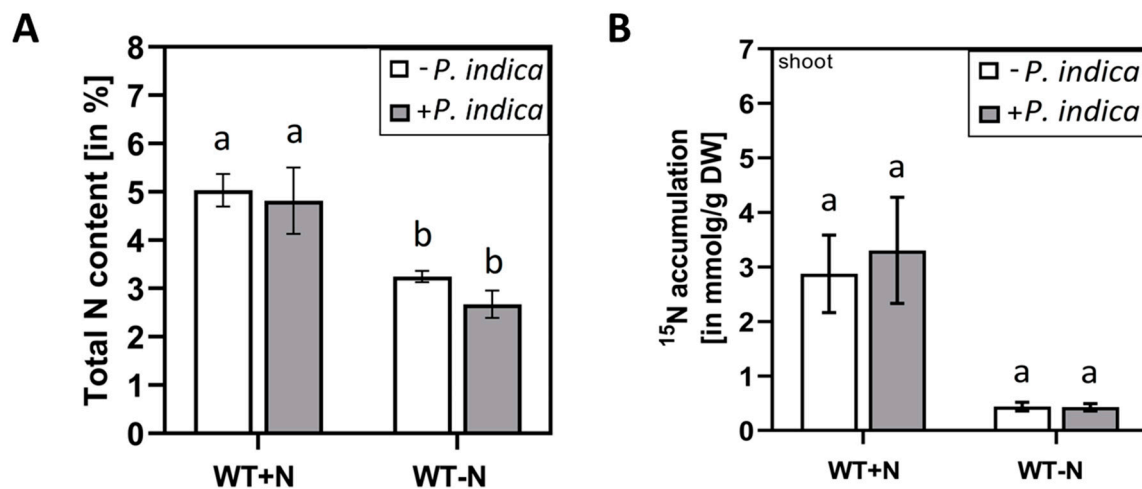 A
Total N content [in %]
8
7
6
5
4
3
2
1
0
- P. indica
+P. indica
a
a
b
b
WT+N
WT-N
B
¹⁵N accumulation
[in mmolg/g DW]
7
6
5
4
3
2
1
0
shoot
- P. indica
+P. indica
a
a
a
a
WT+N
WT-N